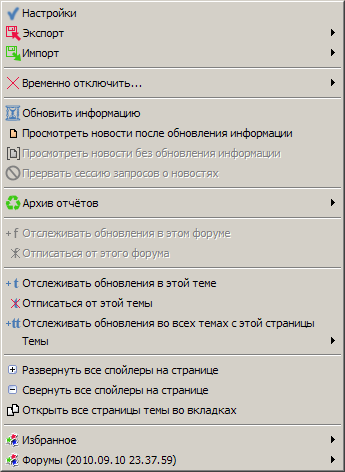 Настройки
Экспорт
Импорт
Временно отключить...
Обновить информацию
Просмотреть новости после обновления информации
Просмотреть новости без обновления информации
Прервать сессию запросов о новостях
Архив отчётов
+f Отслеживать обновления в этом форуме
Отписаться от этого форума
+t Отслеживать обновления в этой теме
Отписаться от этой темы
+tt Отслеживать обновления во всех темах с этой страницы
Темы
Развернуть все спойлеры на странице
Свернуть все спойлеры на странице
Открыть все страницы темы во вкладках
Избранное
Форумы (2010.09.10 23.37.59)